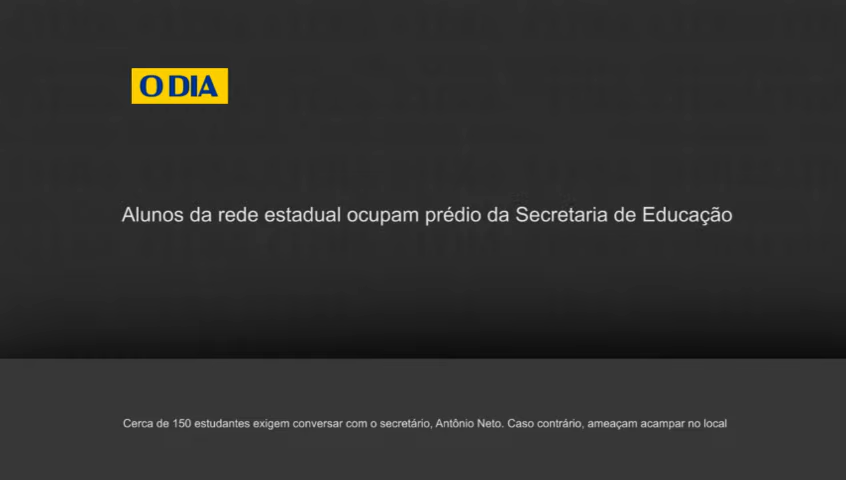 O DIA
Alunos da rede estadual ocupam prédio da Secretaria de Educação
Cerca de 150 estudantes exigem conversar com o secretário, Antônio Neto. Caso contrário, ameaçam acampar no local